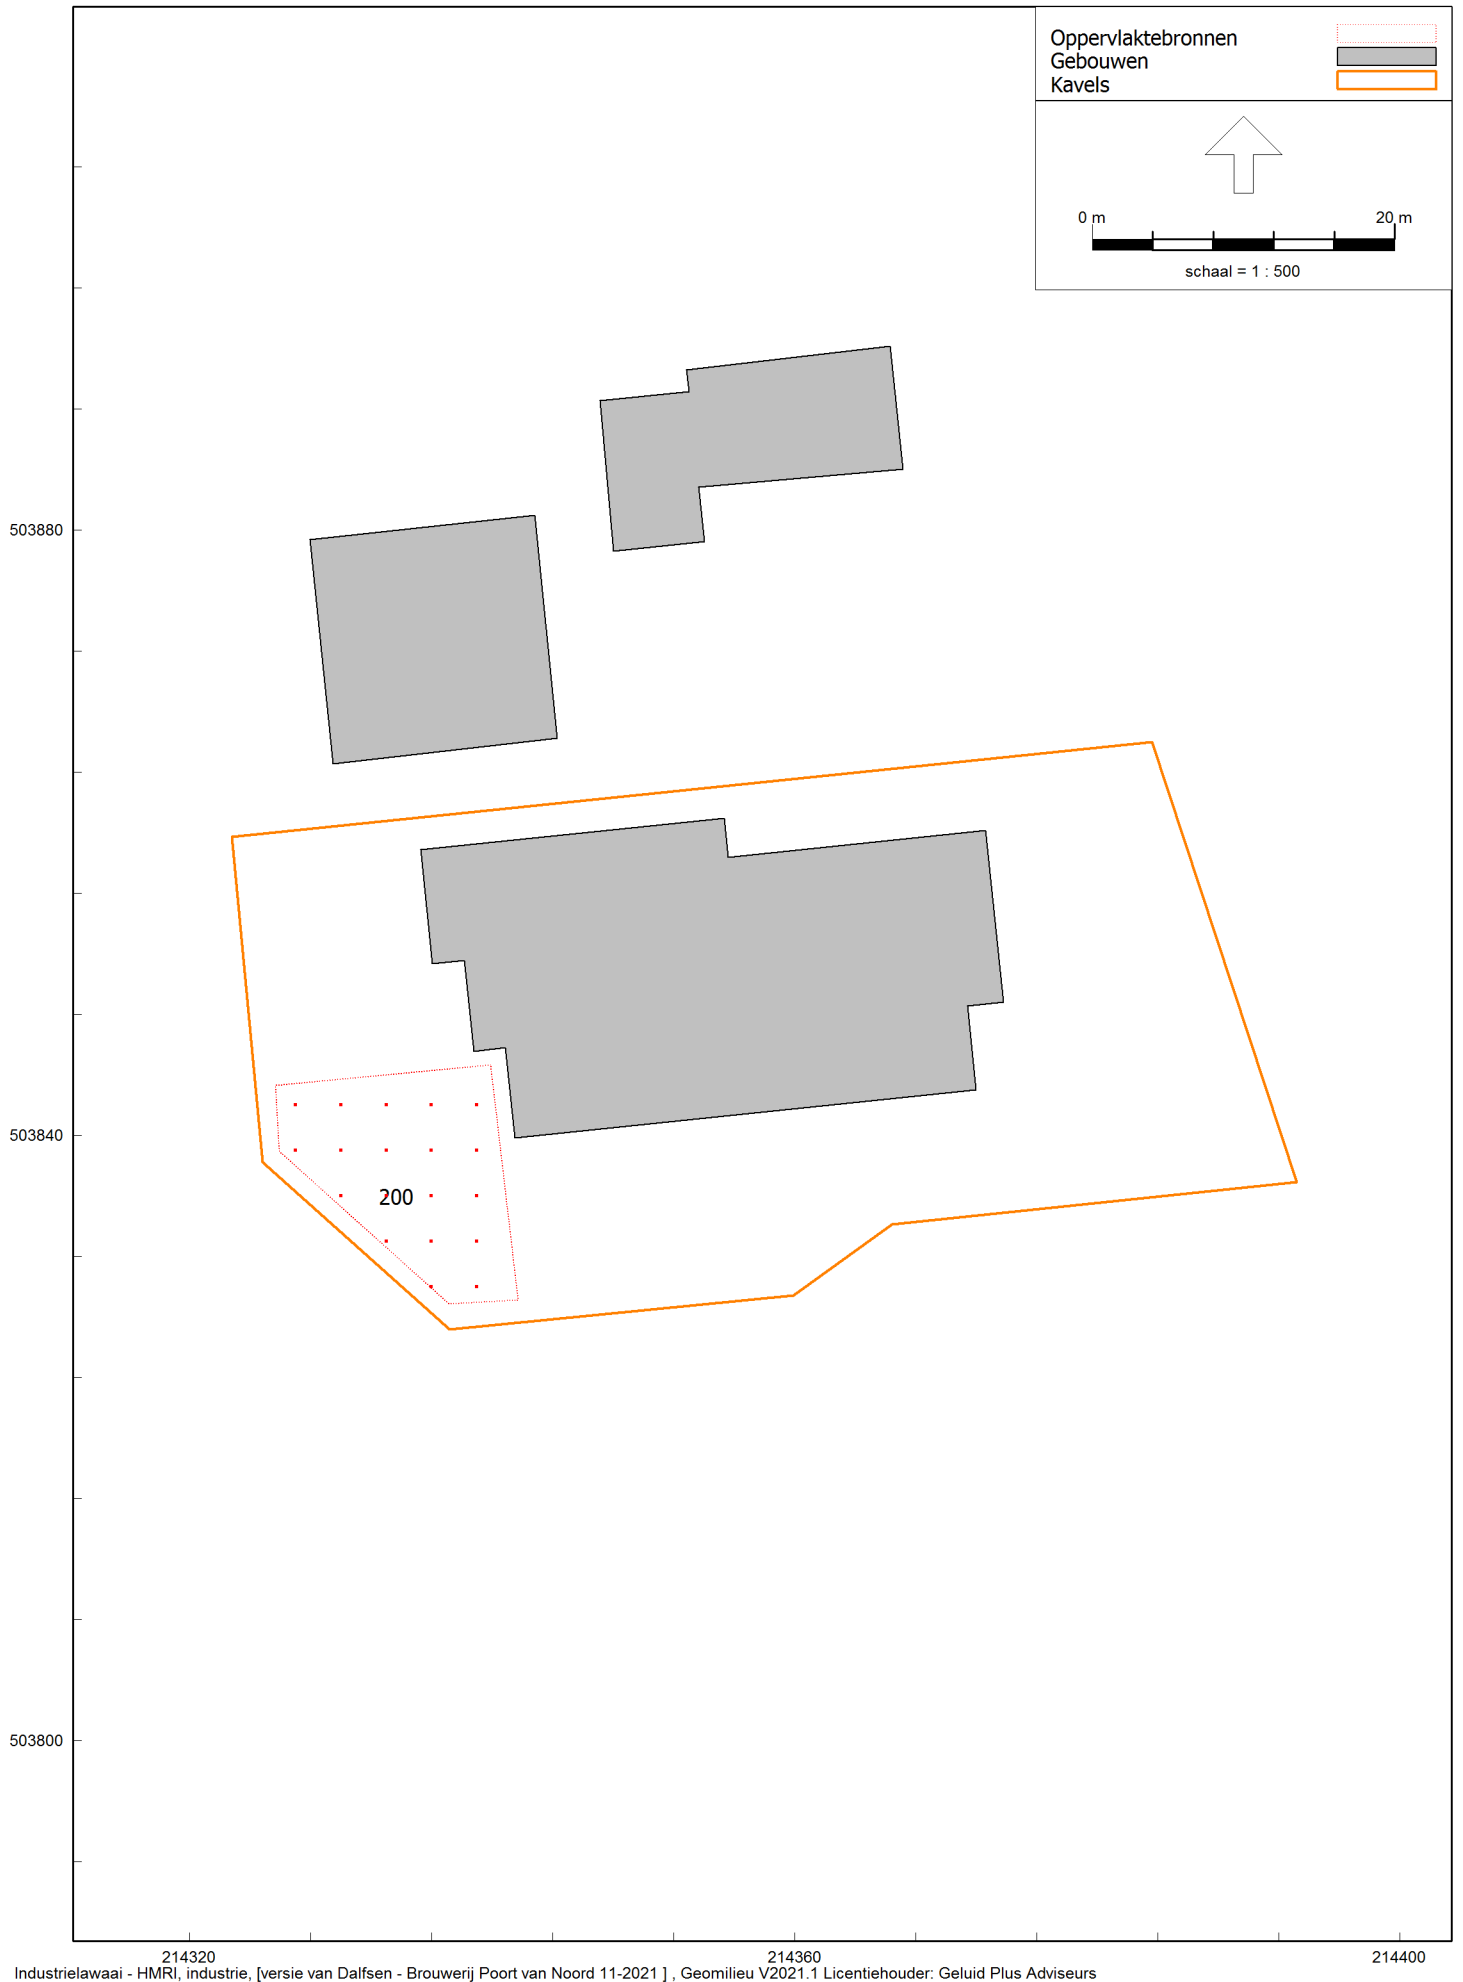 Oppervlaktebronnen
Gebouwen
Kavels
0 m 20 m
schaal = 1 : 500
503880
503840
200
503800
214320 214360 214400
Industrielawaai - HMRI, industrie, [versie van Dalfsen - Brouwerij Poort van Noord 11-2021 ] , Geomilieu V2021.1 Licentiehouder: Geluid Plus Adviseurs